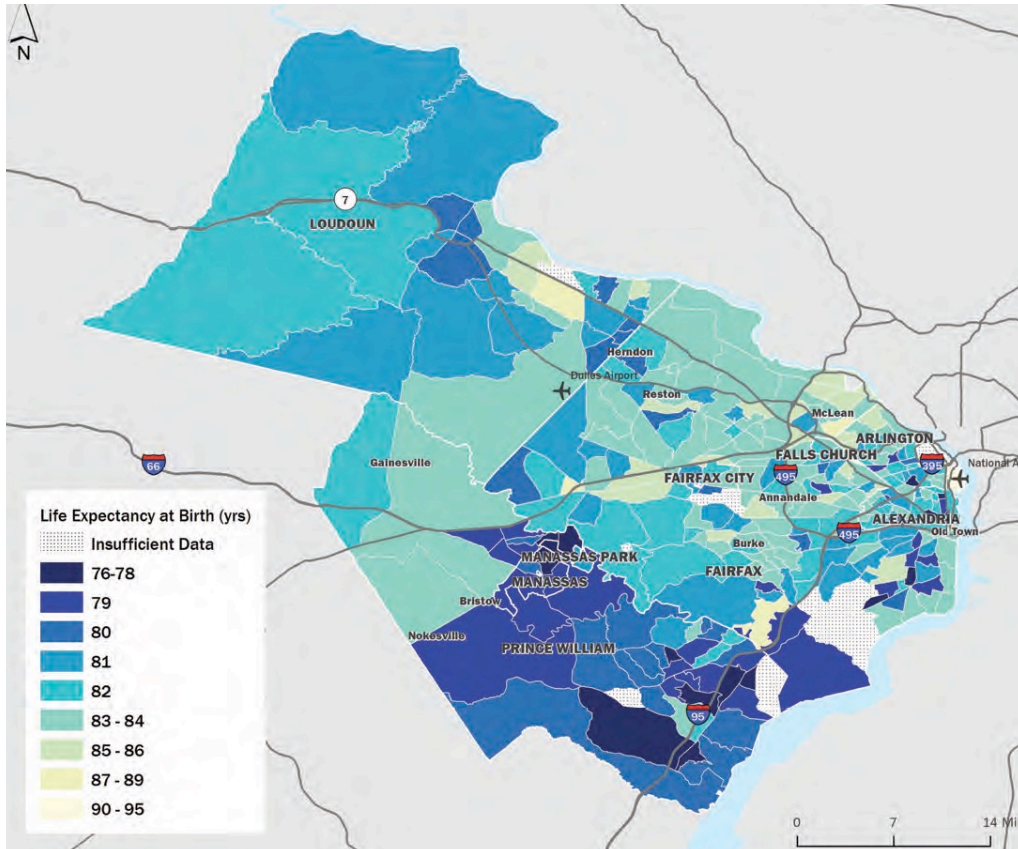 N
7
LOUDOUN
Herndon
Dulles Airport
Reston
McLean
ARLINGTON
FALLS CHURCH
395
National A
66
Gainesville
495
FAIRFAX CITY
Annandale
ALEXANDRIA
Old Town
495
Burke
MANASSAS PARK
FAIRFAX
MANASSAS
Bristow
Nokesville
PRINCE WILLIAM
95
Life Expectancy at Birth (yrs)
Insufficient Data
76-78
79
80
81
82
83 - 84
85 - 86
87 - 89
90 - 95
0 7 14 Mi